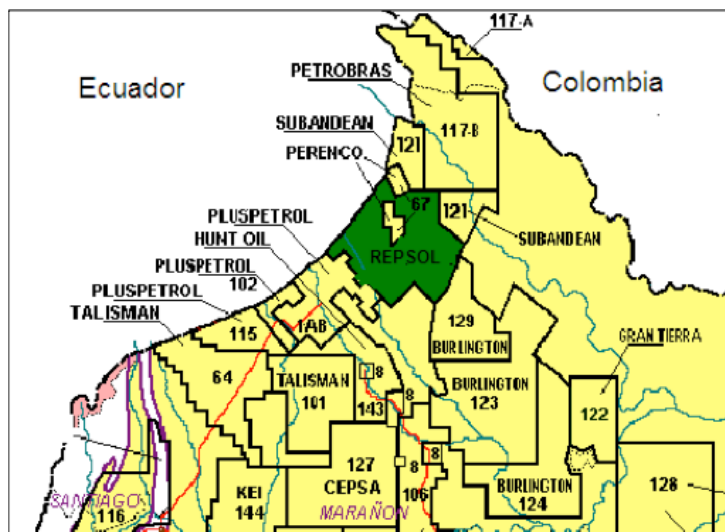 117-A
PETROBRAS
Ecuador
Colombia
SUBANDEAN
117-B
121
PERENCO
67
PLUSPETROL
121
SUBANDEAN
HUNT OIL
REPSOL
PLUSPETROL
102
PLUSPETROL
TALISMAN
115
1AB
129
BURLINGTON
GRAN TIERRA
64
TALISMAN
101
8
BURLINGTON
123
8
143
122
127
CEPSA
8
8
KEI
144
106
BURLINGTON
124
128
SANTIAGO
MARAÑON
116